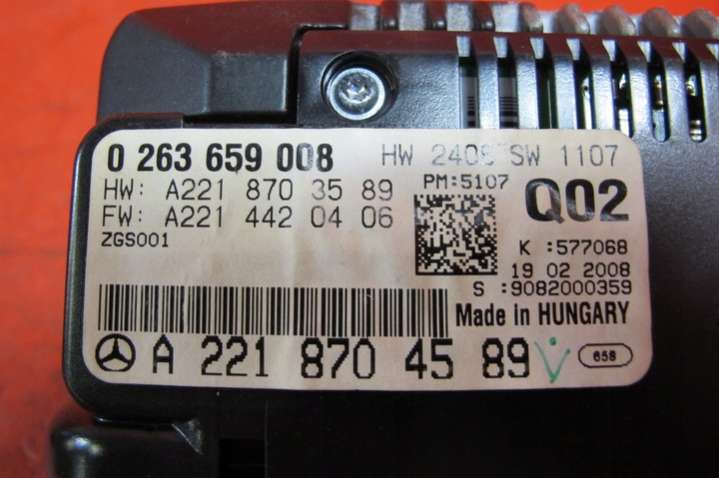 0 263 659 008 HW 2408 SW 1107
HW: A221 870 35 89 PM:5107 Q02
FW: A221 442 04 06
ZGS001 K :577068
19 02 2008
S :9082000359
Made in HUNGARY
A 221 870 45 89 658